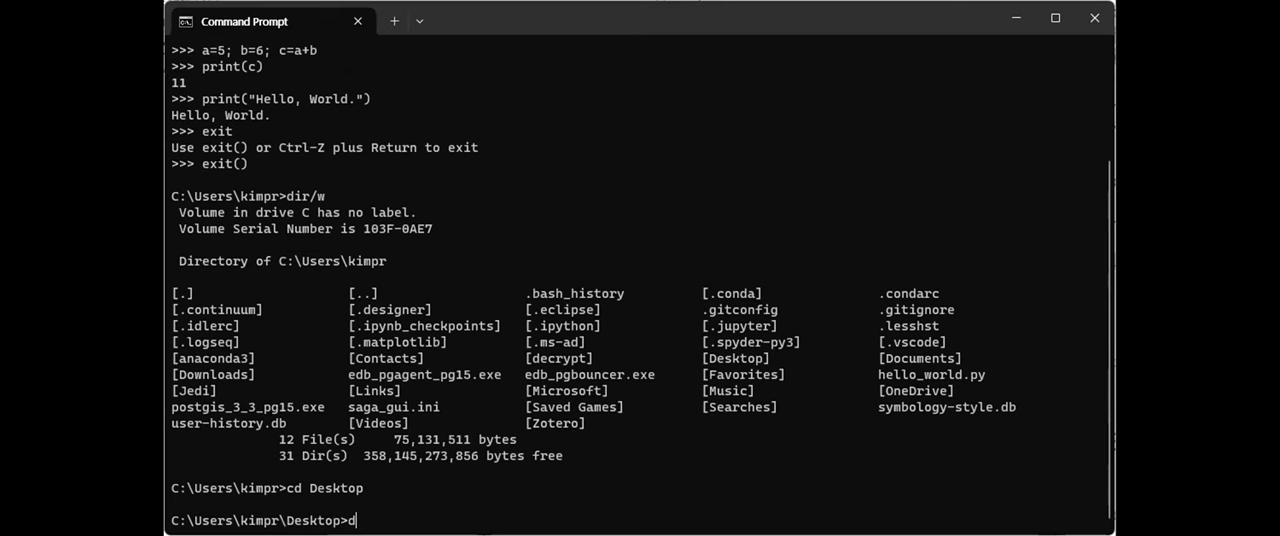 Command Prompt
>>> a=5; b=6; c=a+b
>>> print(c)
11
>>> print("Hello, World.")
Hello, World.
>>> exit
Use exit() or Ctrl-Z plus Return to exit
>>> exit()
C:\Users\kimpr>dir/w
Volume in drive C has no label.
Volume Serial Number is 103F-0AE7
Directory of C:\Users\kimpr
[.] [..] .bash_history [.conda] .condarc
[.continuum] [.designer] [.eclipse] .gitconfig .gitignore
[.idlerc] [.ipynb_checkpoints] [.ipython] [.jupyter] .lesshst
[.logseq] [.matplotlib] [.ms-ad] [.spyder-py3] [.vscode]
[anaconda3] [Contacts] [decrypt] [Desktop] [Documents]
[Downloads] edb_pgagent_pg15.exe edb_pgbouncer.exe [Favorites] hello_world.py
[Jedi] [Links] [Microsoft] [Music] [OneDrive]
postgis_3_3_pg15.exe saga_gui.ini [Saved Games] [Searches] symbology-style.db
user-history.db [Videos] [Zotero]
12 File(s) 75,131,511 bytes
31 Dir(s) 358,145,273,856 bytes free
C:\Users\kimpr>cd Desktop
C:\Users\kimpr\Desktop>d